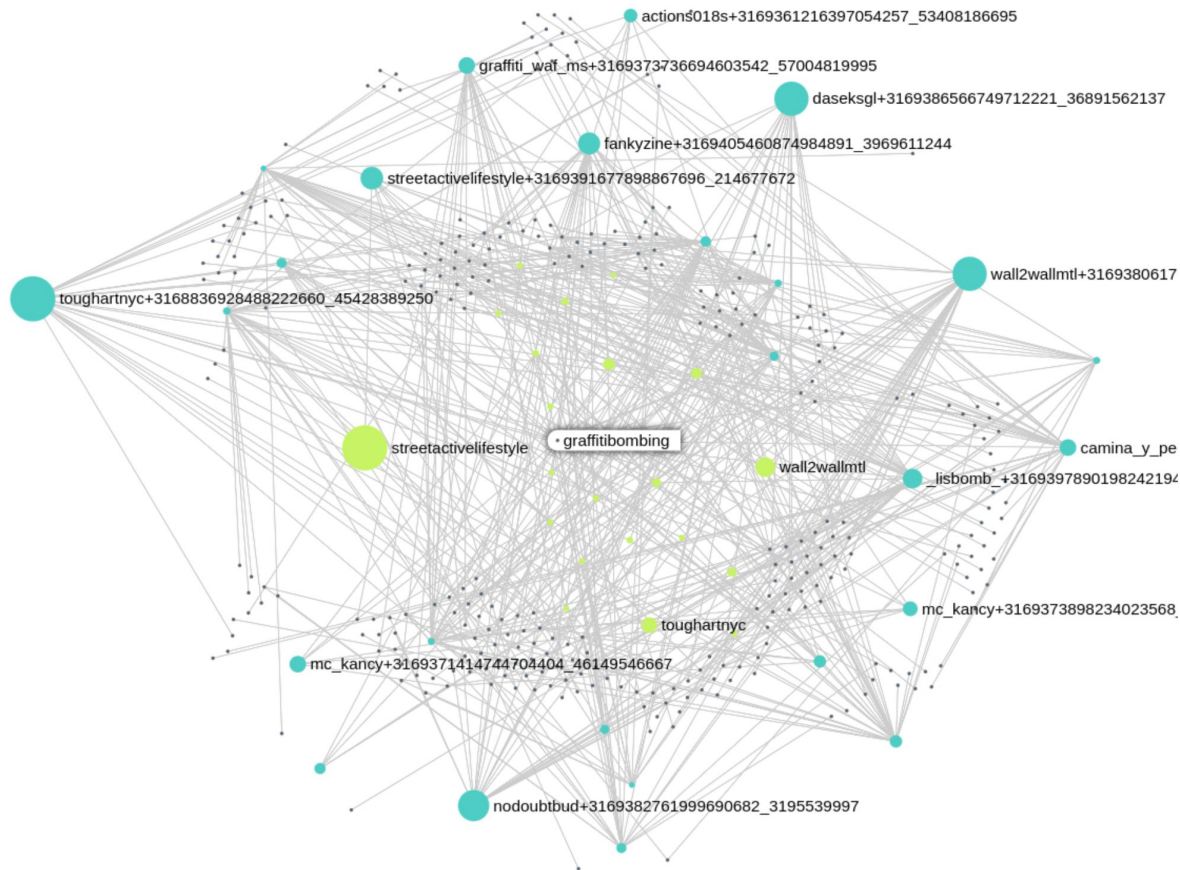 actions018s+3169361216397054257_53408186695
graffiti_waf_ms+3169373736694603542_57004819995
daseksgl+3169386566749712221_36891562137
fankyzine+3169405460874984891_3969611244
streetactivelifestyle+3169391677898867696_214677672
wall2wallmtl+3169380617
toughartnyc+3168836928488222660_45428389250
graffitibombing
streetactivelifestyle
camina_y_pe
wall2wallmtl
_lisbomb_+3169397890198242194
mc_kancy+3169373898234023568_
toughartnyc
mc_kancy+3169371414744704404_46149546667
nodoubtbud+3169382761999690682_3195539997